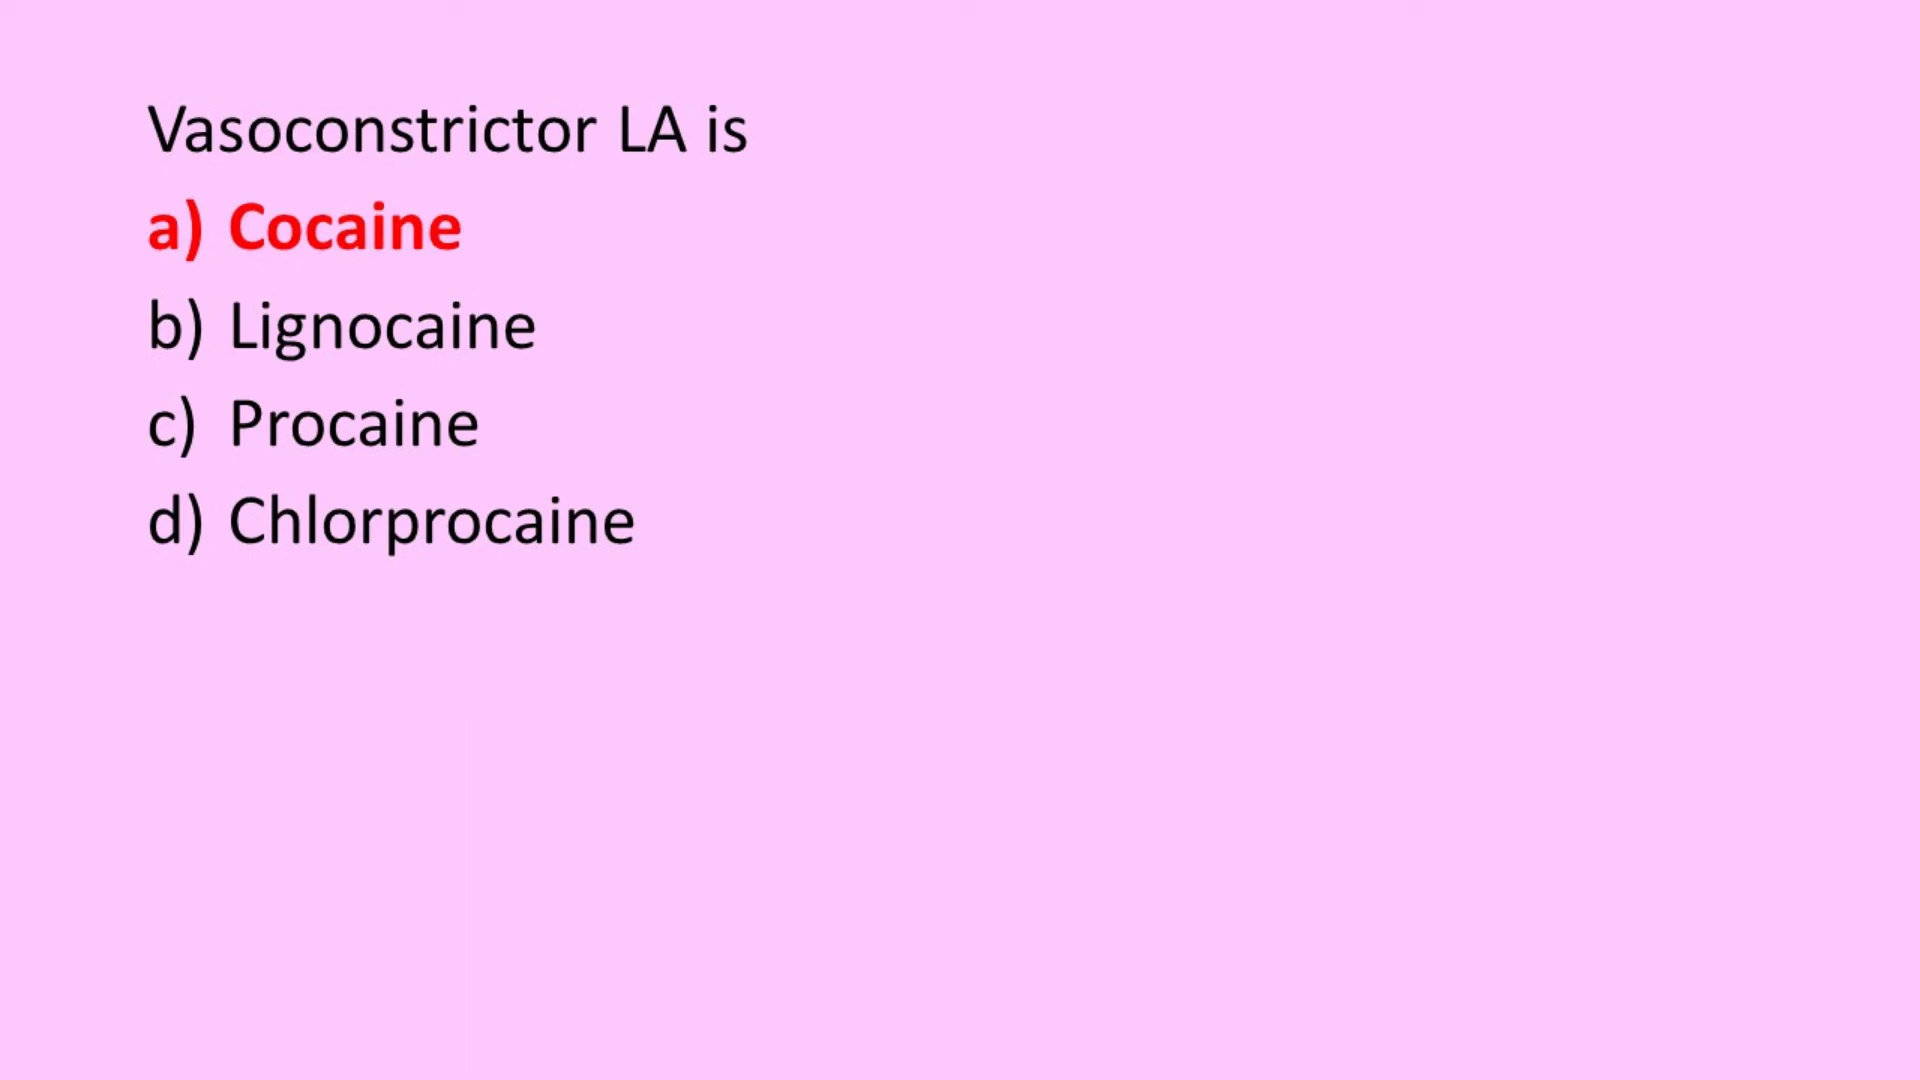 Vasoconstrictor LA is
a) Cocaine
b) Lignocaine
c) Procaine
d) Chlorprocaine